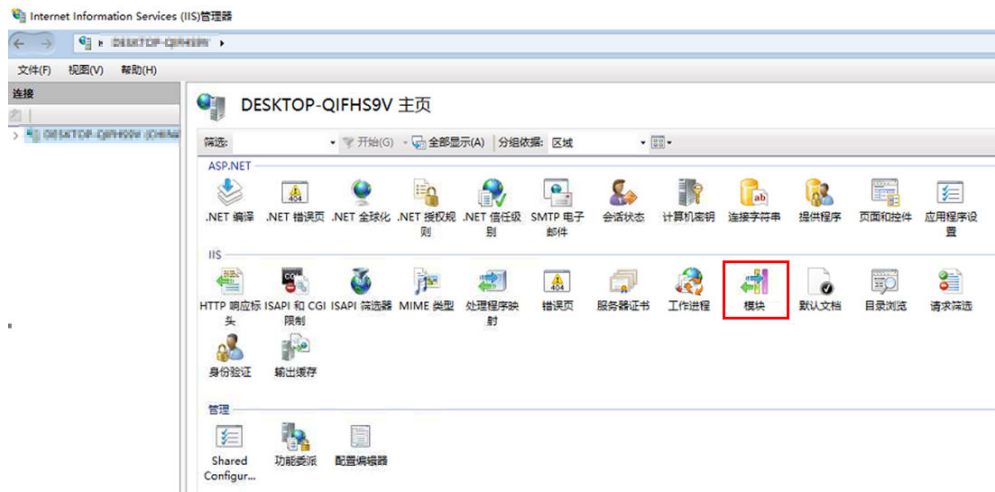 Internet Information Services (IIS)管理器
文件(F) 视图(V) 帮助(H)
连接
DESKTOP-QIFHS9V 主页
筛选: 开始(G) 全部显示(A) 分组依据: 区域
ASP.NET
.NET 编译 .NET 错误页 .NET 全球化 .NET 授权规则 .NET 信任级别 SMTP 电子邮件 会话状态 计算机密钥 连接字符串 提供程序 页面和控件 应用程序设置
IIS
HTTP 响应标头 ISAPI 和 CGI 限制 ISAPI 筛选器 MIME 类型 处理程序映射 错误页 服务器证书 工作进程 模块 默认文档 目录浏览 请求筛选
身份验证 输出缓存
管理
Shared Configur... 功能委派 配置编辑器